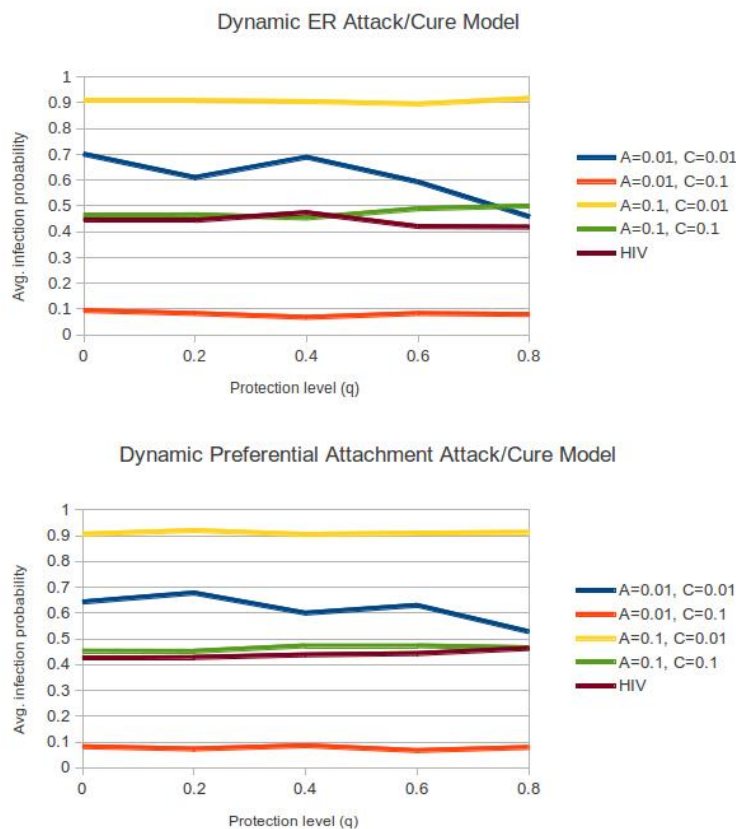 Dynamic ER Attack/Cure Model
Avg. infection probability
1
0.9
0.8
0.7
0.6
0.5
0.4
0.3
0.2
0.1
0
0 0.2 0.4 0.6 0.8
Protection level (q)
A=0.01, C=0.01
A=0.01, C=0.1
A=0.1, C=0.01
A=0.1, C=0.1
HIV
Dynamic Preferential Attachment Attack/Cure Model
Avg. infection probability
1
0.9
0.8
0.7
0.6
0.5
0.4
0.3
0.2
0.1
0
0 0.2 0.4 0.6 0.8
Protection level (q)
A=0.01, C=0.01
A=0.01, C=0.1
A=0.1, C=0.01
A=0.1, C=0.1
HIV